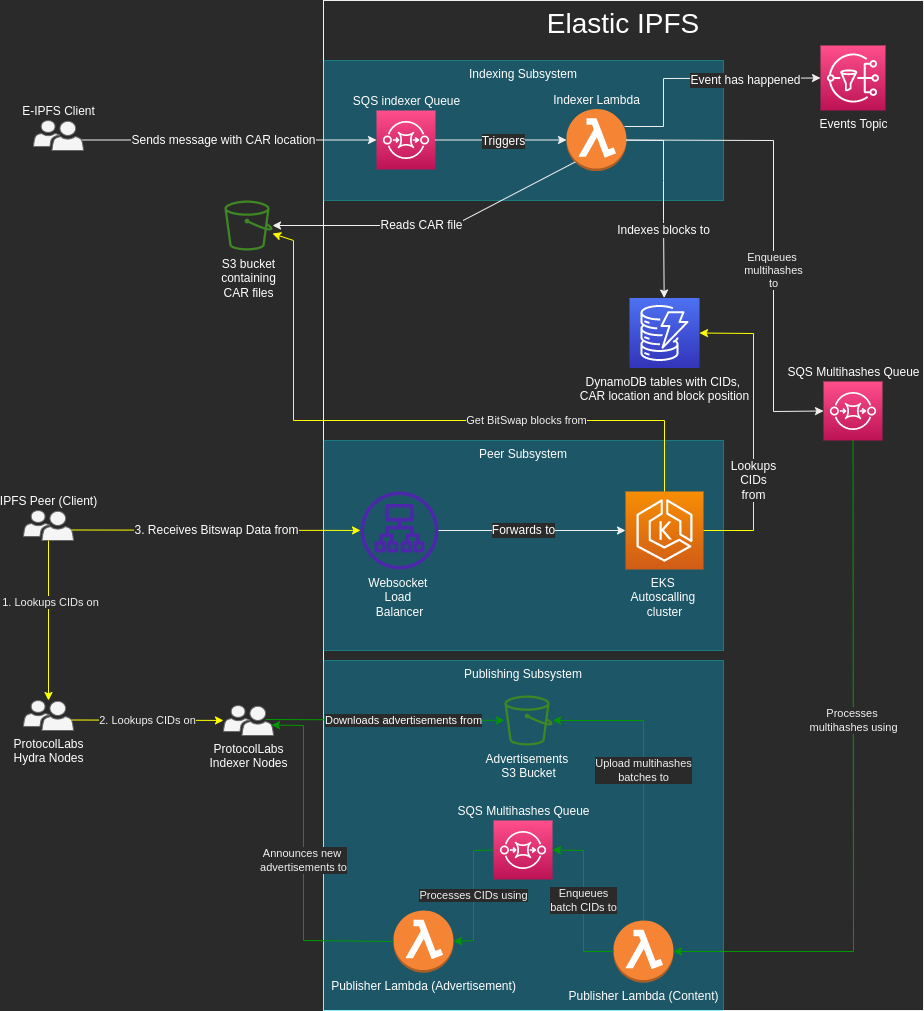 Elastic IPFS
Indexing Subsystem
Event has happened
Events Topic
E-IPFS Client
SQS indexer Queue
Indexer Lambda
Sends message with CAR location
Triggers
Reads CAR file
Indexes blocks to
Enqueues
multihashes
to
S3 bucket
containing
CAR files
DynamoDB tables with CIDs,
CAR location and block position
SQS Multihashes Queue
Get BitSwap blocks from
Peer Subsystem
Lookups
CIDs
from
IPFS Peer (Client)
3. Receives Bitswap Data from
Forwards to
Websocket
Load
Balancer
EKS
Autoscalling
cluster
1. Lookups CIDs on
Publishing Subsystem
2. Lookups CIDs on
Downloads advertisements from
Processes
multihashes using
ProtocolLabs
Hydra Nodes
ProtocolLabs
Indexer Nodes
Advertisements
S3 Bucket
Upload multihashes
batches to
SQS Multihashes Queue
Announces new
advertisements to
Processes CIDs using
Enqueues
batch CIDs to
Publisher Lambda (Advertisement)
Publisher Lambda (Content)